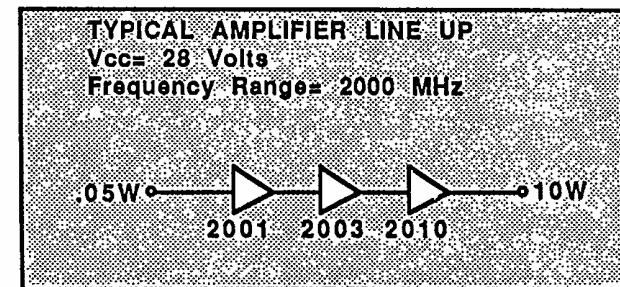 TYPICAL AMPLIFIER LINE UP
Vcc= 28 Volts
Frequency Range= 2000 MHz
.05W 10W
2001 2003 2010